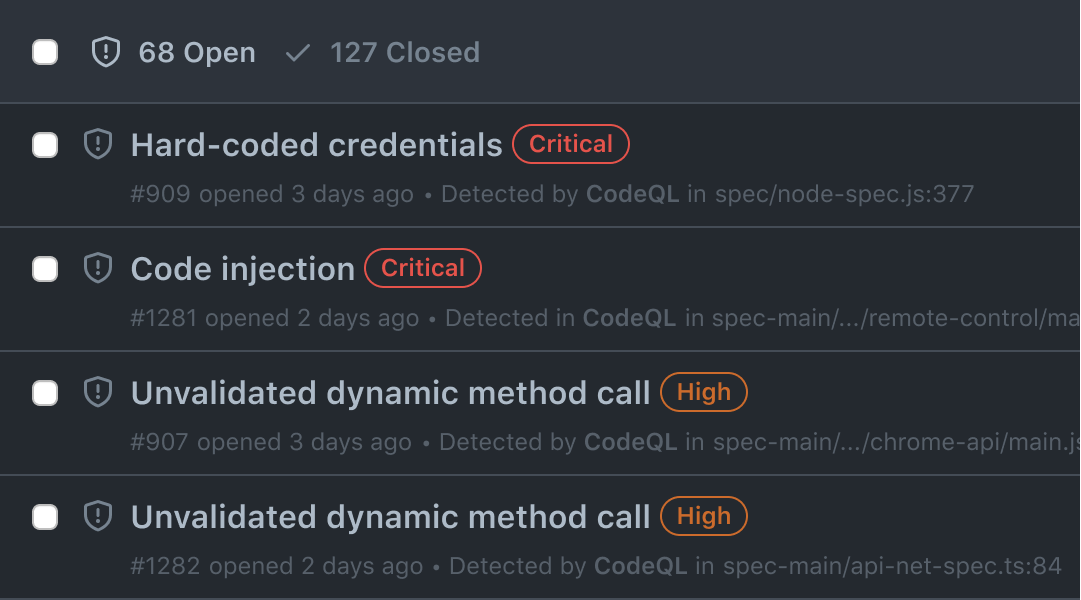 68 Open 127 Closed
Hard-coded credentials Critical
#909 opened 3 days ago • Detected by CodeQL in spec/node-spec.js:377
Code injection Critical
#1281 opened 2 days ago • Detected in CodeQL in spec-main/.../remote-control/ma
Unvalidated dynamic method call High
#907 opened 3 days ago • Detected by CodeQL in spec-main/.../chrome-api/main.js
Unvalidated dynamic method call High
#1282 opened 2 days ago • Detected by CodeQL in spec-main/api-net-spec.ts:84